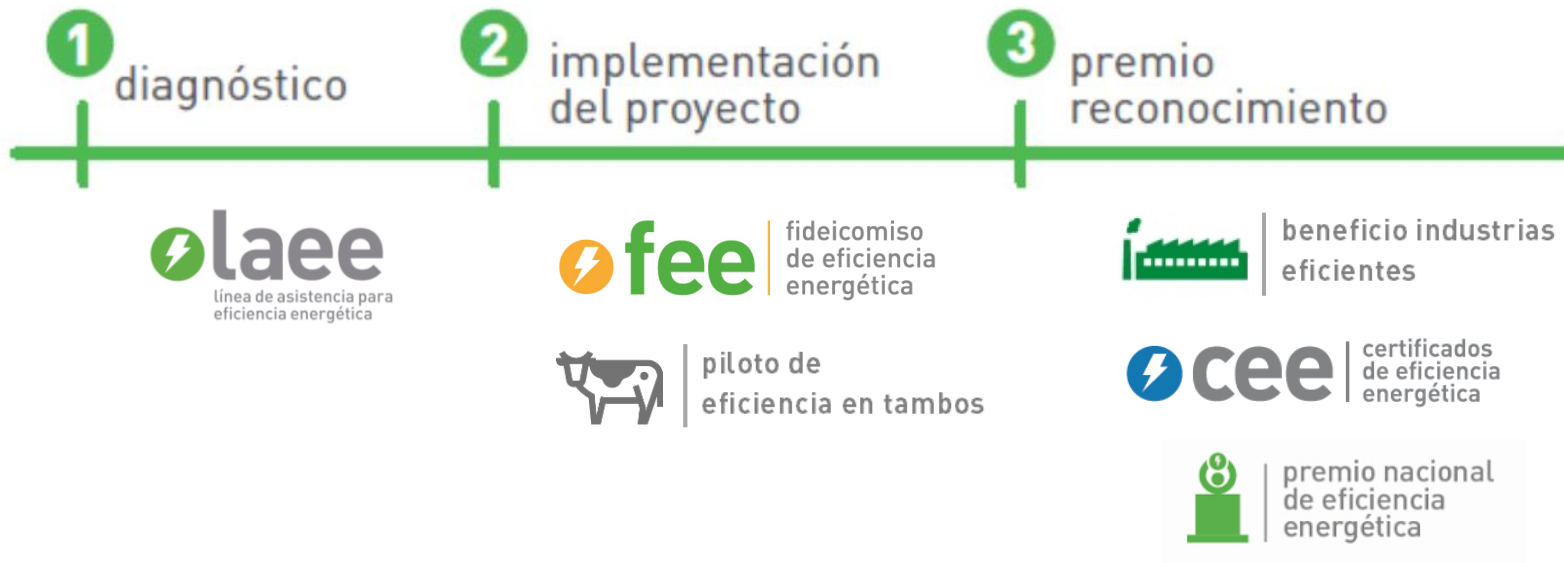 1
diagnóstico
2
implementación
del proyecto
3
premio
reconocimiento
laee
línea de asistencia para
eficiencia energética
fee
fideicomiso
de eficiencia
energética
piloto de
eficiencia en tambos
beneficio industrias
eficientes
cee
certificados
de eficiencia
energética
premio nacional
de eficiencia
energética